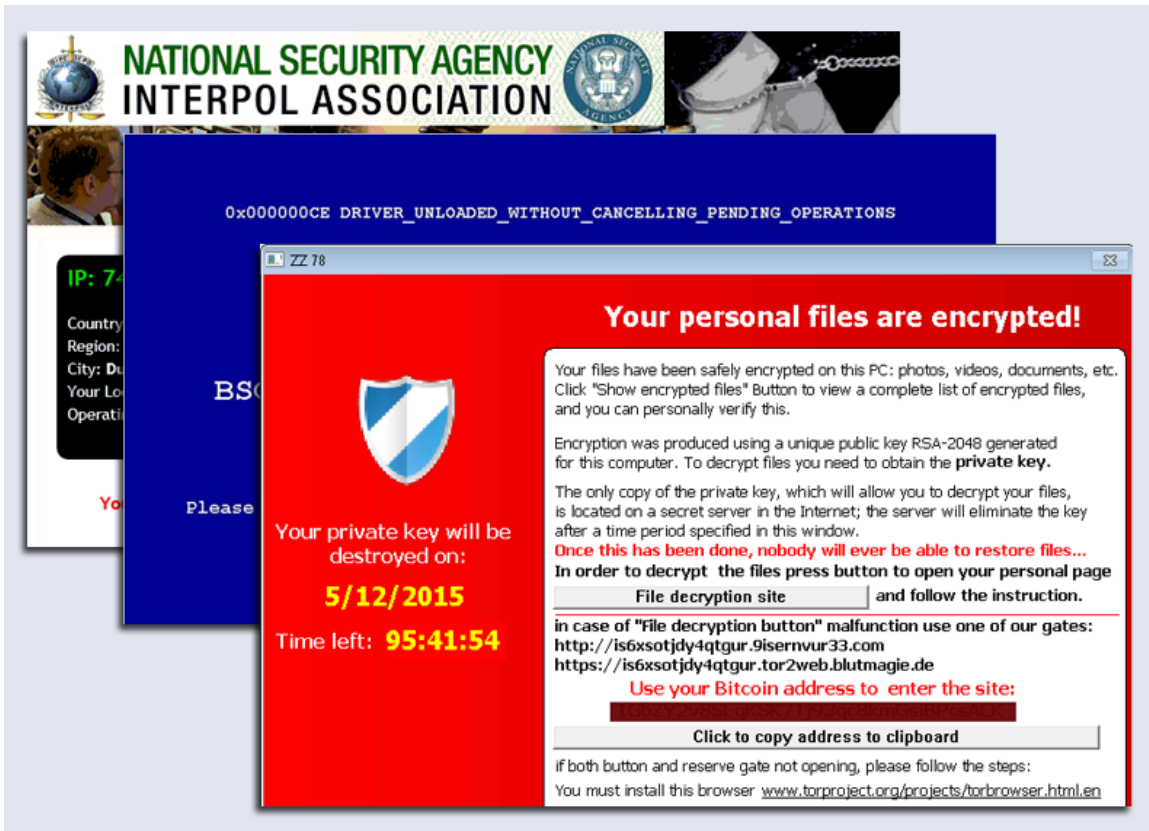 NATIONAL SECURITY AGENCY
INTERPOL ASSOCIATION
INTERPOL
NATIONAL SECURITY
AGENCY
IP: 74
Country
Region:
City: Du
Your Lo
Operati
Yo
0x000000CE DRIVER_UNLOADED_WITHOUT_CANCELLING_PENDING_OPERATIONS
BSO
Please
ZZ 78
Your personal files are encrypted!
Your files have been safely encrypted on this PC: photos, videos, documents, etc.
Click "Show encrypted files" Button to view a complete list of encrypted files,
and you can personally verify this.
Encryption was produced using a unique public key RSA-2048 generated
for this computer. To decrypt files you need to obtain the private key.
The only copy of the private key, which will allow you to decrypt your files,
is located on a secret server in the Internet; the server will eliminate the key
after a time period specified in this window.
Once this has been done, nobody will ever be able to restore files...
In order to decrypt the files press button to open your personal page
File decryption site and follow the instruction.
in case of "File decryption button" malfunction use one of our gates:
http://is6xsotjdy4qtgur.9isernvur33.com
https://is6xsotjdy4qtgur.tor2web.blutmagie.de
Use your Bitcoin address to enter the site:
Click to copy address to clipboard
if both button and reserve gate not opening, please follow the steps:
You must install this browser www.torproject.org/projects/torbrowser.html.en
Your private key will be
destroyed on:
5/12/2015
Time left: 95:41:54